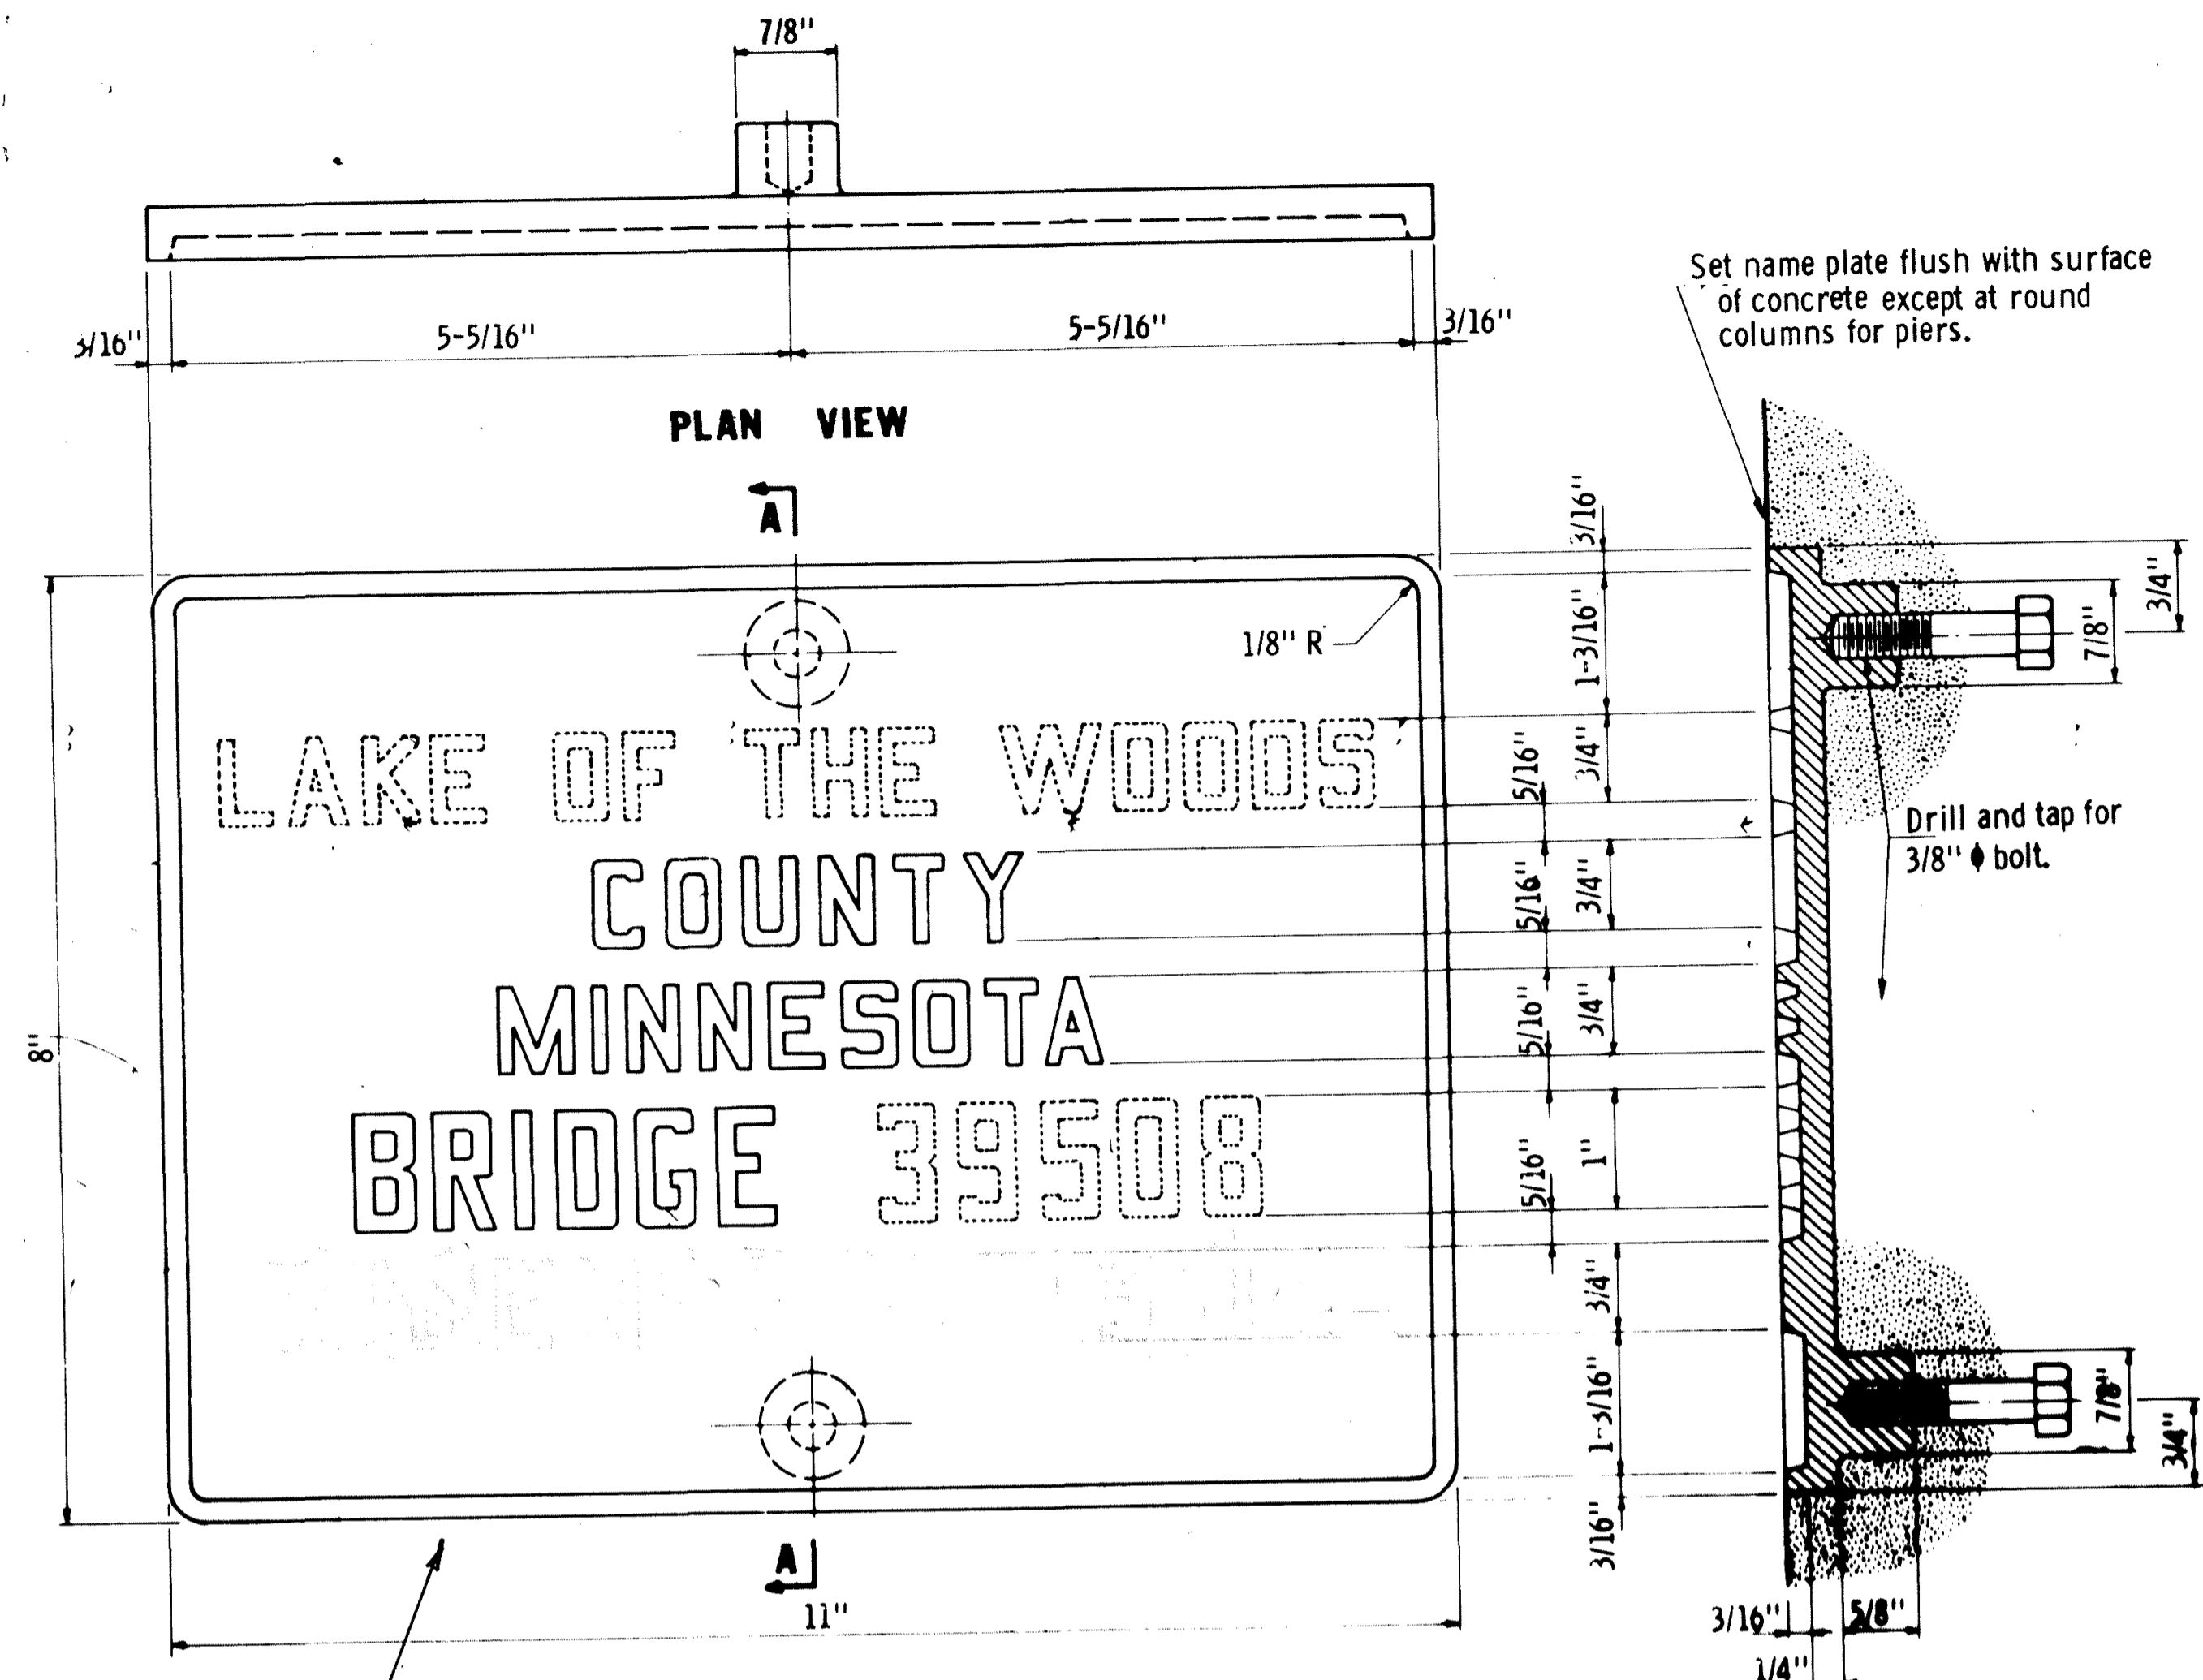 7/8"
3/16"
5-5/16"
5-5/16"
3/16"
PLAN VIEW
Set name plate flush with surface
of concrete except at round
columns for piers.
A
8"
1/8" R
LAKE OF THE WOODS
COUNTY
MINNESOTA
BRIDGE 39508
A
11"
3/16"
1-3/16"
3/4"
5/16"
3/4"
5/16"
3/4"
5/16"
1"
5/16"
3/4"
1-3/16"
3/16"
3/4"
7/8"
Drill and tap for
3/8" ϕ bolt.
7/8"
3/4"
3/16"
5/8"
1/4"